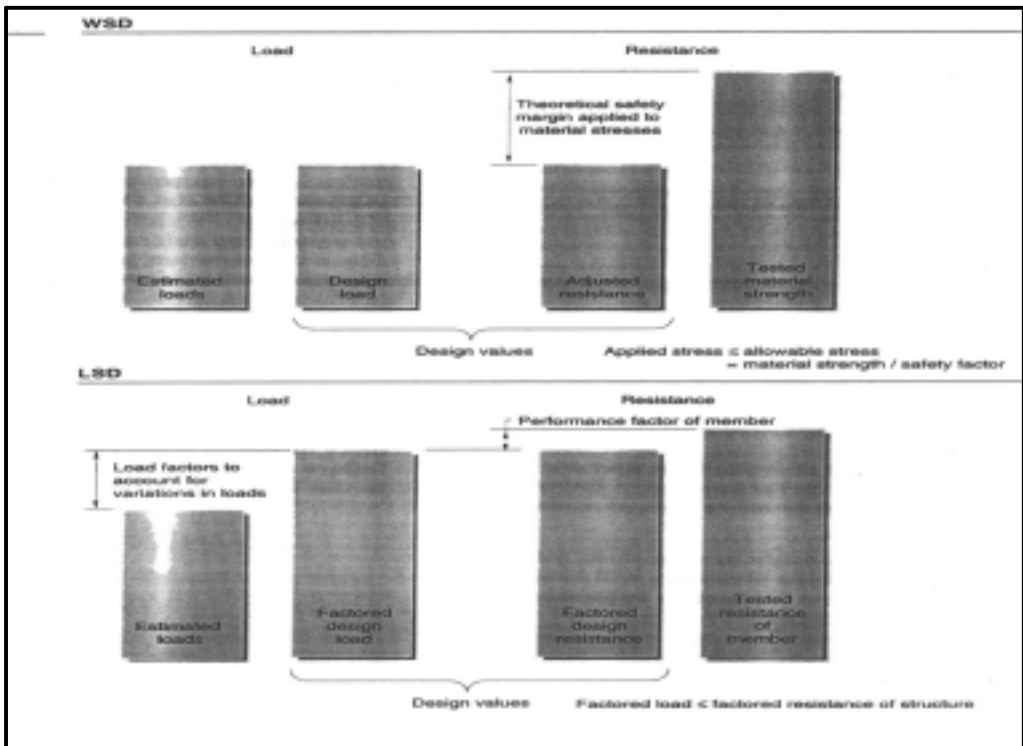 WSD
Load
Resistance
Theoretical safety
margin applied to
material stresses
Estimated
loads
Design
load
Adjusted
resistance
Tested
material
strength
Design values
Applied stress ≤ allowable stress
= material strength / safety factor
LSD
Load
Resistance
Performance factor of member
Load factors to
account for
variations in loads
Estimated
loads
Factored
design
load
Factored
design
resistance
Tested
resistance
of
member
Design values
Factored load ≤ factored resistance of structure